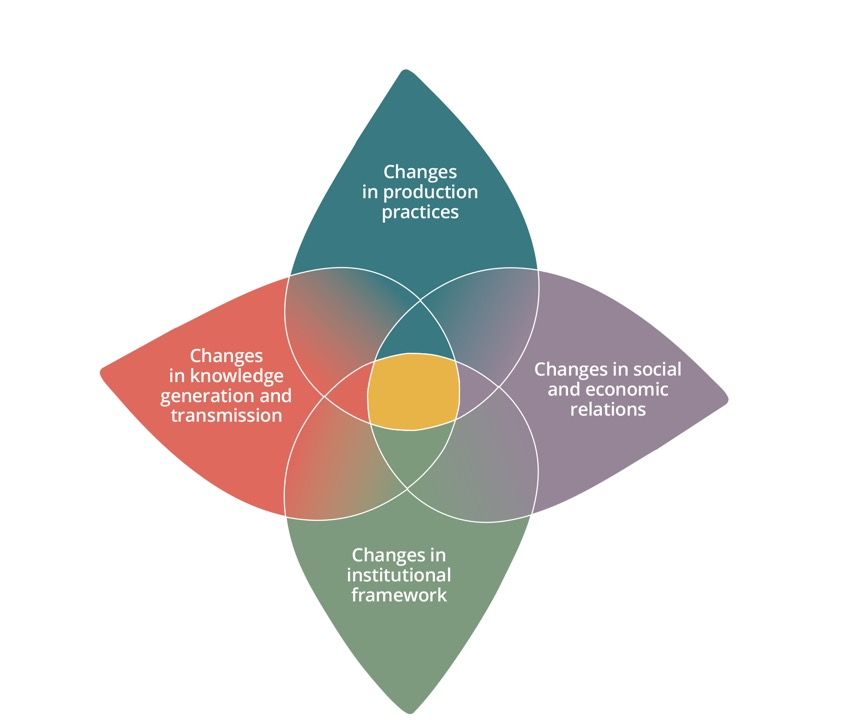 Changes
in production
practices
Changes
in knowledge
generation and
transmission
Changes in social
and economic
relations
Changes in
institutional
framework